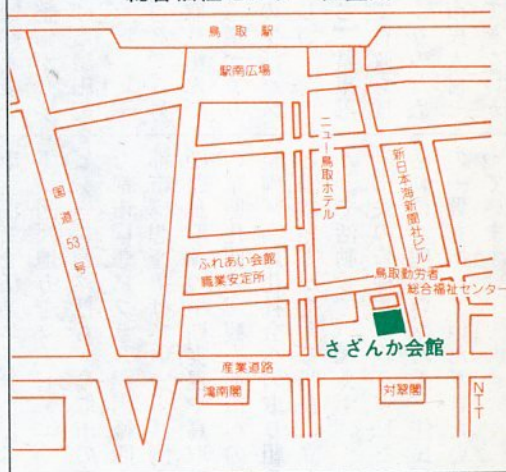 鳥取駅
駅南広場
国道53号
ニュー鳥取ホテル
新日本海新聞社ビル
ふれあい会館
職業安定所
鳥取勤労者
総合福祉センター
さざんか会館
産業道路
鴻南閣
対翠閣
NTT